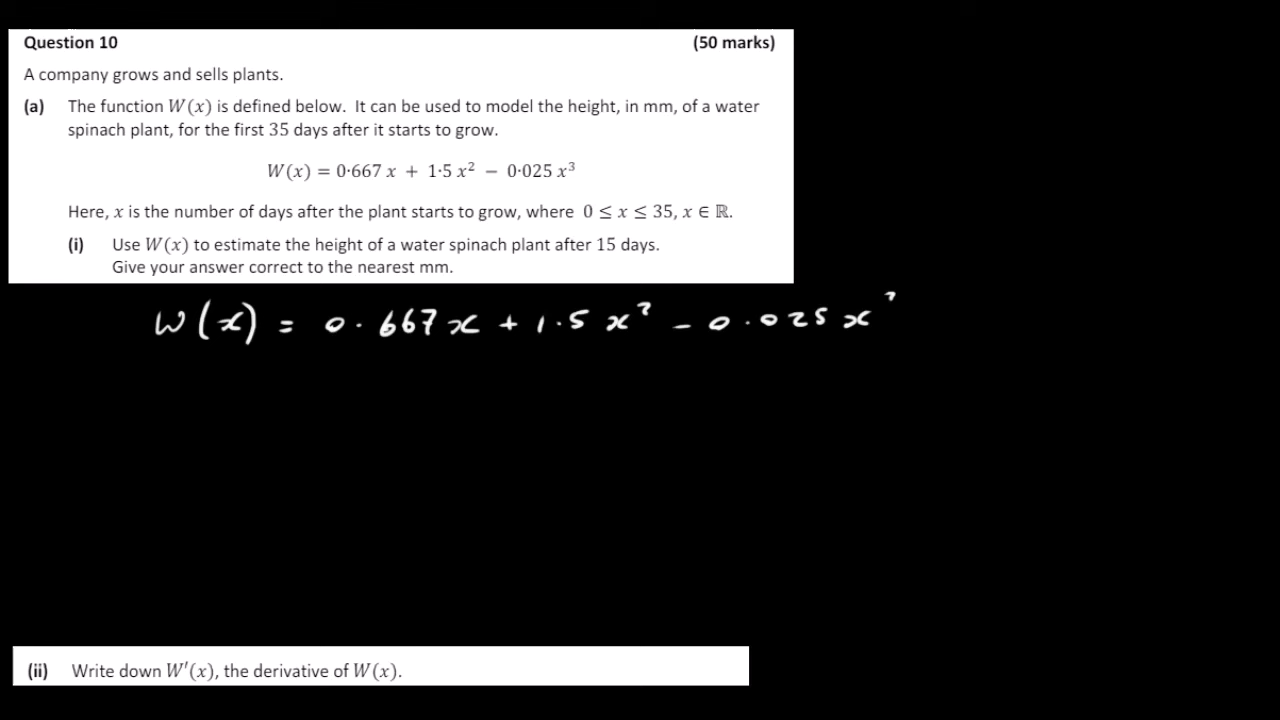 Question 10 (50 marks)
A company grows and sells plants.
(a) The function W(x) is defined below. It can be used to model the height, in mm, of a water
spinach plant, for the first 35 days after it starts to grow.
W(x) = 0·667 x + 1·5 x² − 0·025 x³
Here, x is the number of days after the plant starts to grow, where 0 ≤ x ≤ 35, x ∈ ℝ.
(i) Use W(x) to estimate the height of a water spinach plant after 15 days.
Give your answer correct to the nearest mm.
W(x) = 0.667x + 1.5 x² - 0.025 x
(ii) Write down W′(x), the derivative of W(x).